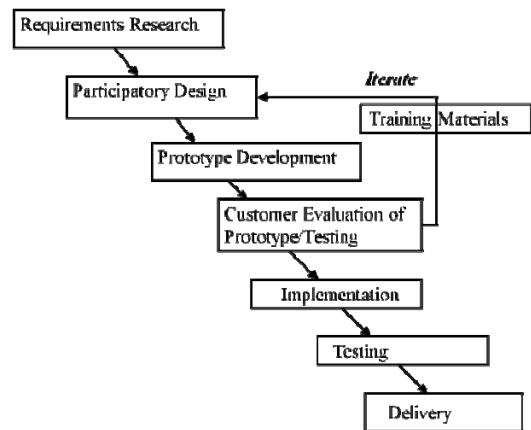 Requirements Research
Iterate
Participatory Design
Training Materials
Prototype Development
Customer Evaluation of
Prototype/Testing
Implementation
Testing
Delivery